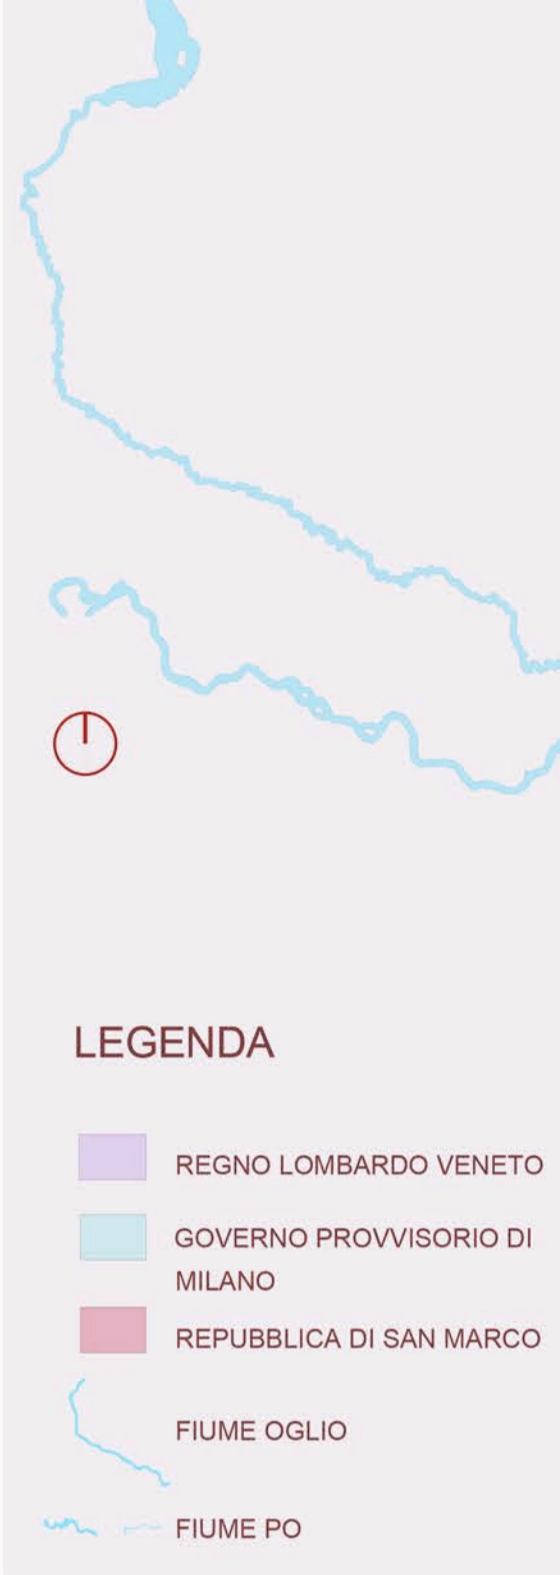 LEGENDA
REGNO LOMBARDO VENETO
GOVERNO PROVVISORIO DI
MILANO
REPUBBLICA DI SAN MARCO
FIUME OGLIO
FIUME PO